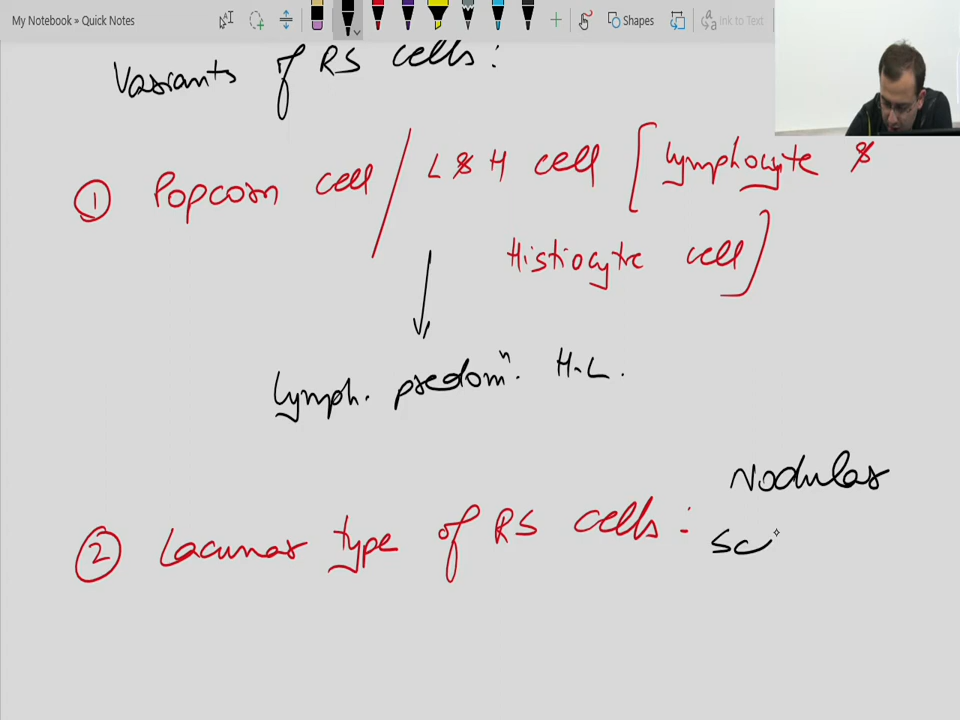 My Notebook » Quick Notes
Shapes
Ink to Text
Variants of RS cells :
① Popcorn cell / L & H cell [Lymphocyte &
Histiocyte cell]
Lymph. predomⁿ. H.L.
Nodular
② Lacunar type of RS cells : Sc